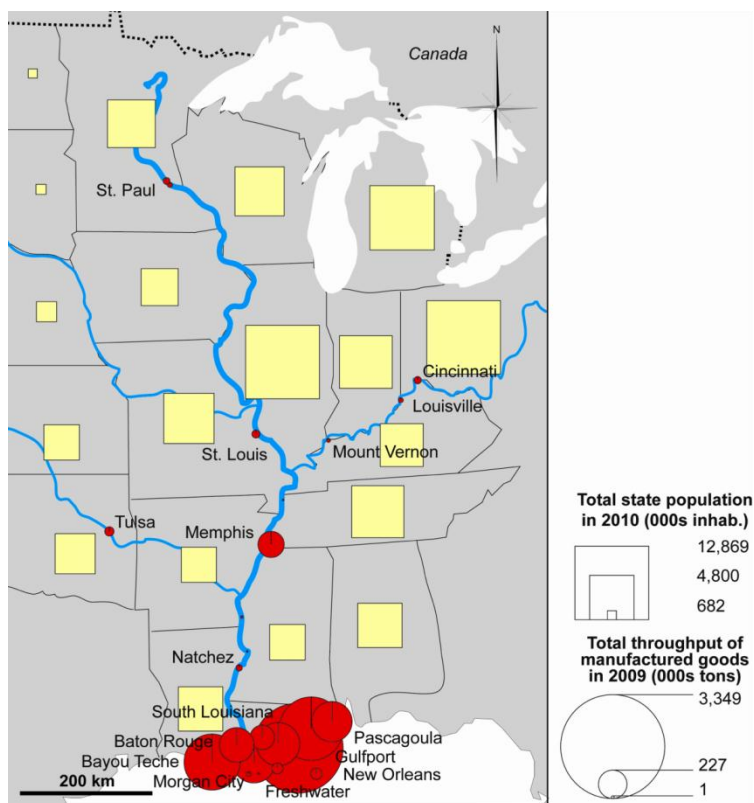 Canada
N
St. Paul
Cincinnati
Louisville
St. Louis
Mount Vernon
Tulsa
Memphis
Natchez
South Louisiana
Baton Rouge
Bayou Teche
Morgan City
Pascagoula
Gulfport
New Orleans
Freshwater
200 km
Total state population
in 2010 (000s inhab.)
12,869
4,800
682
Total throughput of
manufactured goods
in 2009 (000s tons)
3,349
227
1